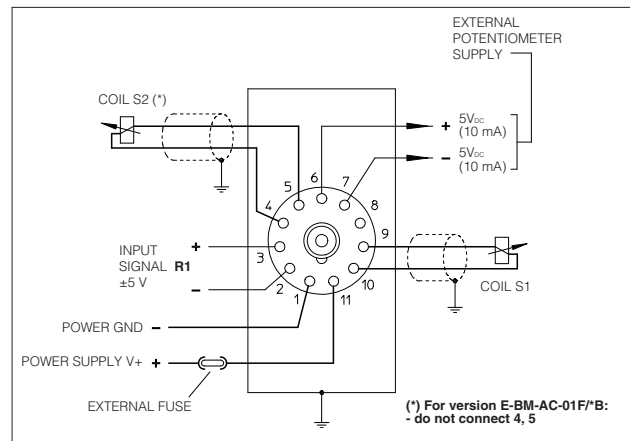 EXTERNAL
POTENTIOMETER
SUPPLY
COIL S2 (*)
+ 5VDC
(10 mA)
− 5VDC
(10 mA)
6
5
7
4
8
3
9
2
10
1
11
INPUT
SIGNAL R1
±5 V
+
−
COIL S1
POWER GND −
POWER SUPPLY V+ +
EXTERNAL FUSE
(*) For version E-BM-AC-01F/*B:
- do not connect 4, 5